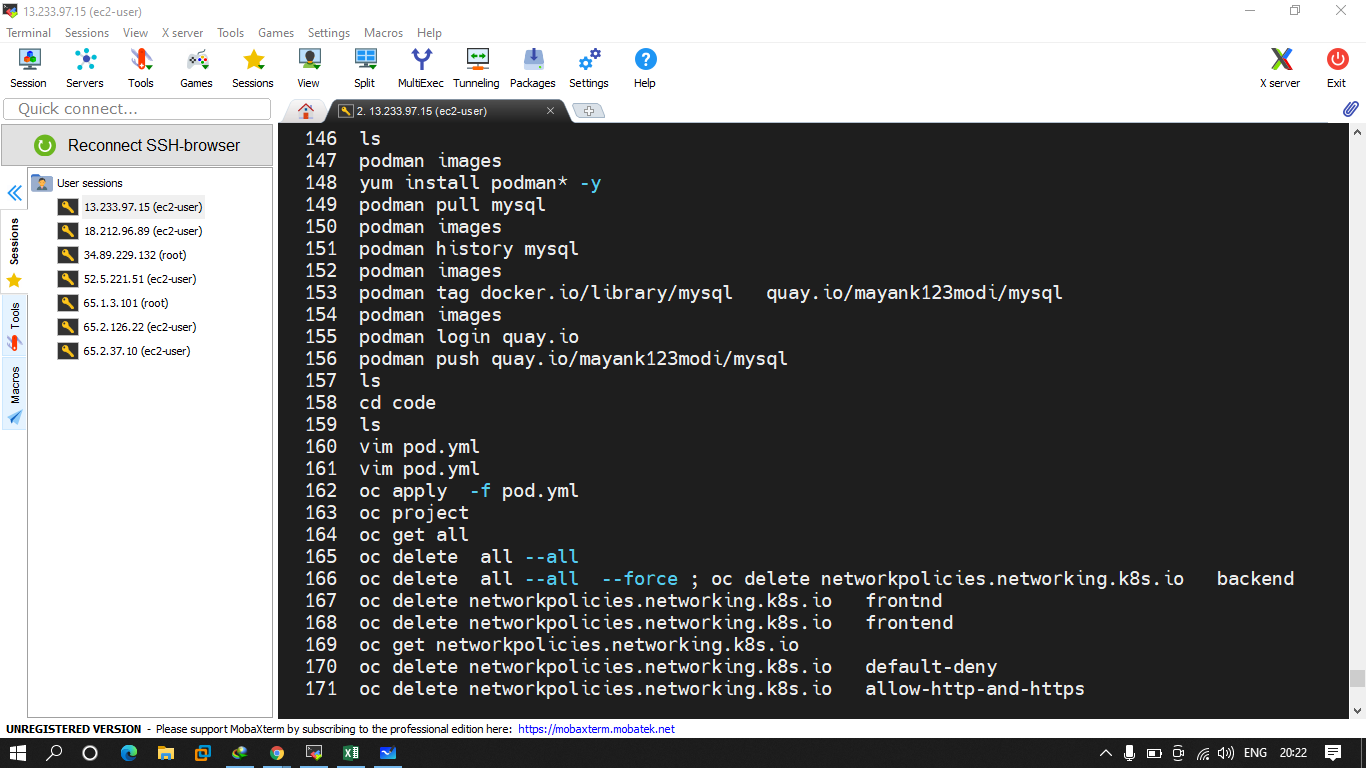 13.233.97.15 (ec2-user)
Terminal Sessions View X server Tools Games Settings Macros Help
Session Servers Tools Games Sessions View Split MultiExec Tunneling Packages Settings Help X server Exit
Quick connect...
2. 13.233.97.15 (ec2-user)
Reconnect SSH-browser
User sessions
13.233.97.15 (ec2-user)
18.212.96.89 (ec2-user)
34.89.229.132 (root)
52.5.221.51 (ec2-user)
65.1.3.101 (root)
65.2.126.22 (ec2-user)
65.2.37.10 (ec2-user)
Sessions
Tools
Macros
146 ls
147 podman images
148 yum install podman* -y
149 podman pull mysql
150 podman images
151 podman history mysql
152 podman images
153 podman tag docker.io/library/mysql quay.io/mayank123modi/mysql
154 podman images
155 podman login quay.io
156 podman push quay.io/mayank123modi/mysql
157 ls
158 cd code
159 ls
160 vim pod.yml
161 vim pod.yml
162 oc apply -f pod.yml
163 oc project
164 oc get all
165 oc delete all --all
166 oc delete all --all --force ; oc delete networkpolicies.networking.k8s.io backend
167 oc delete networkpolicies.networking.k8s.io frontnd
168 oc delete networkpolicies.networking.k8s.io frontend
169 oc get networkpolicies.networking.k8s.io
170 oc delete networkpolicies.networking.k8s.io default-deny
171 oc delete networkpolicies.networking.k8s.io allow-http-and-https
UNREGISTERED VERSION - Please support MobaXterm by subscribing to the professional edition here: https://mobaxterm.mobatek.net
ENG 20:22